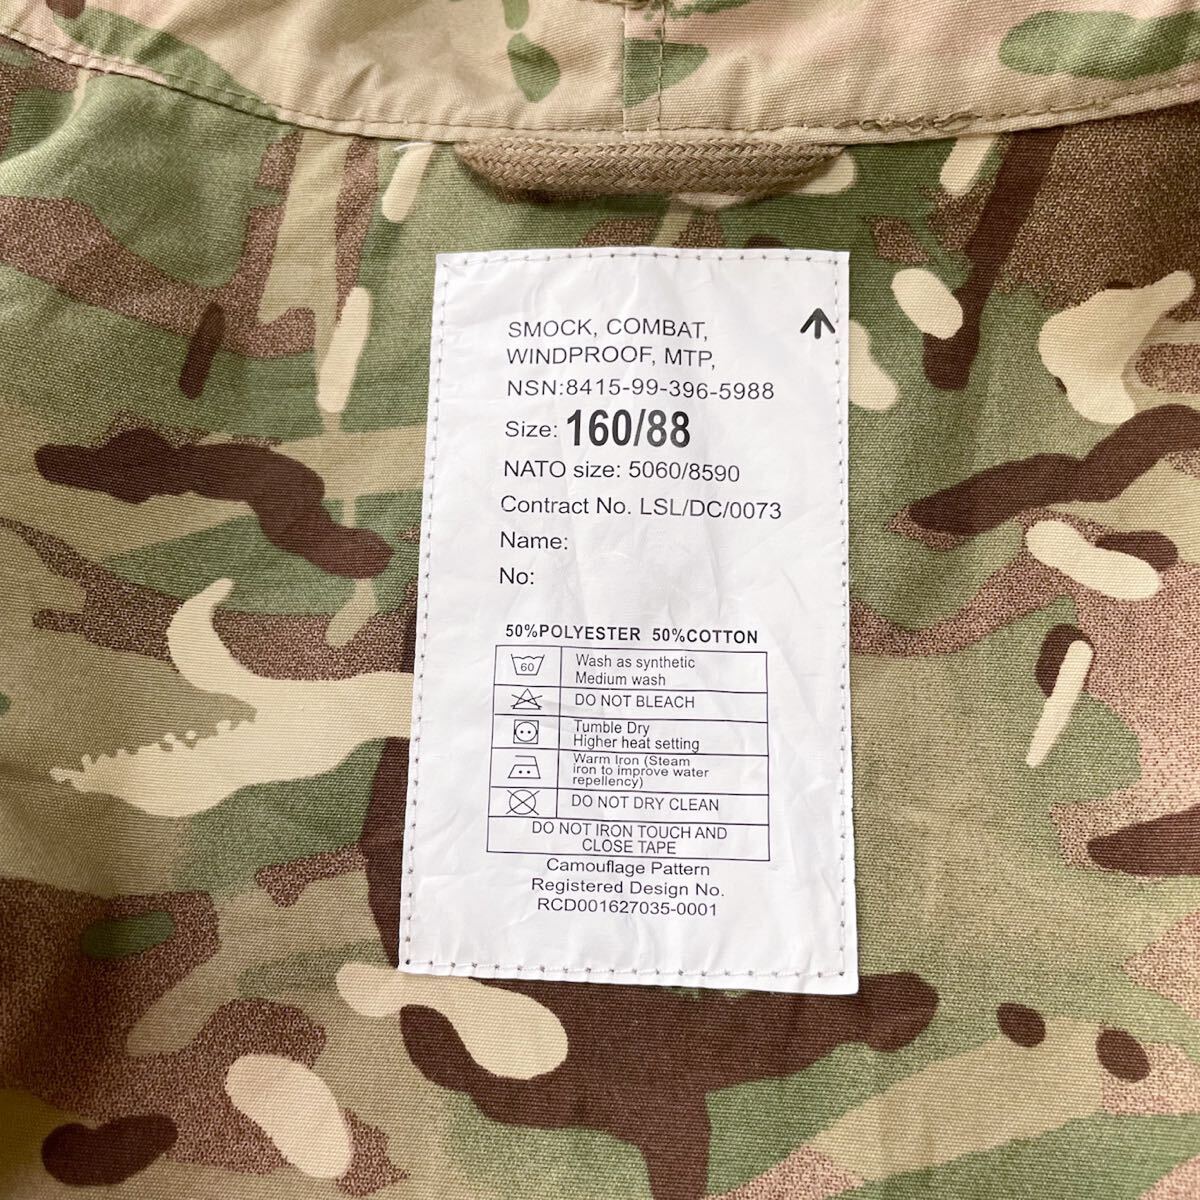 SMOCK, COMBAT,
WINDPROOF, MTP,
NSN:8415-99-396-5988
Size: 160/88
NATO size: 5060/8590
Contract No. LSL/DC/0073
Name:
No:
50%POLYESTER 50%COTTON
60
Wash as synthetic
Medium wash
DO NOT BLEACH
Tumble Dry
Higher heat setting
Warm Iron (Steam
iron to improve water
repellency)
DO NOT DRY CLEAN
DO NOT IRON TOUCH AND
CLOSE TAPE
Camouflage Pattern
Registered Design No.
RCD001627035-0001